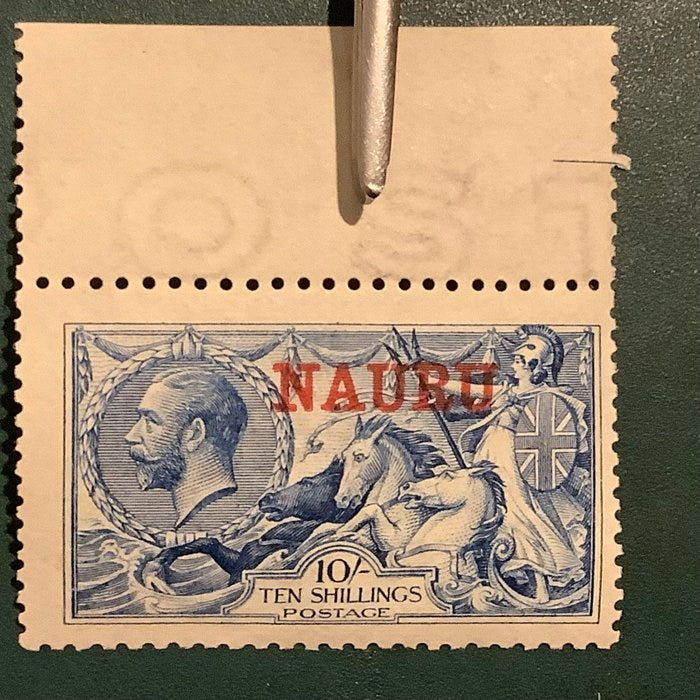 O S T
NAURU
10/-
TEN SHILLINGS
POSTAGE